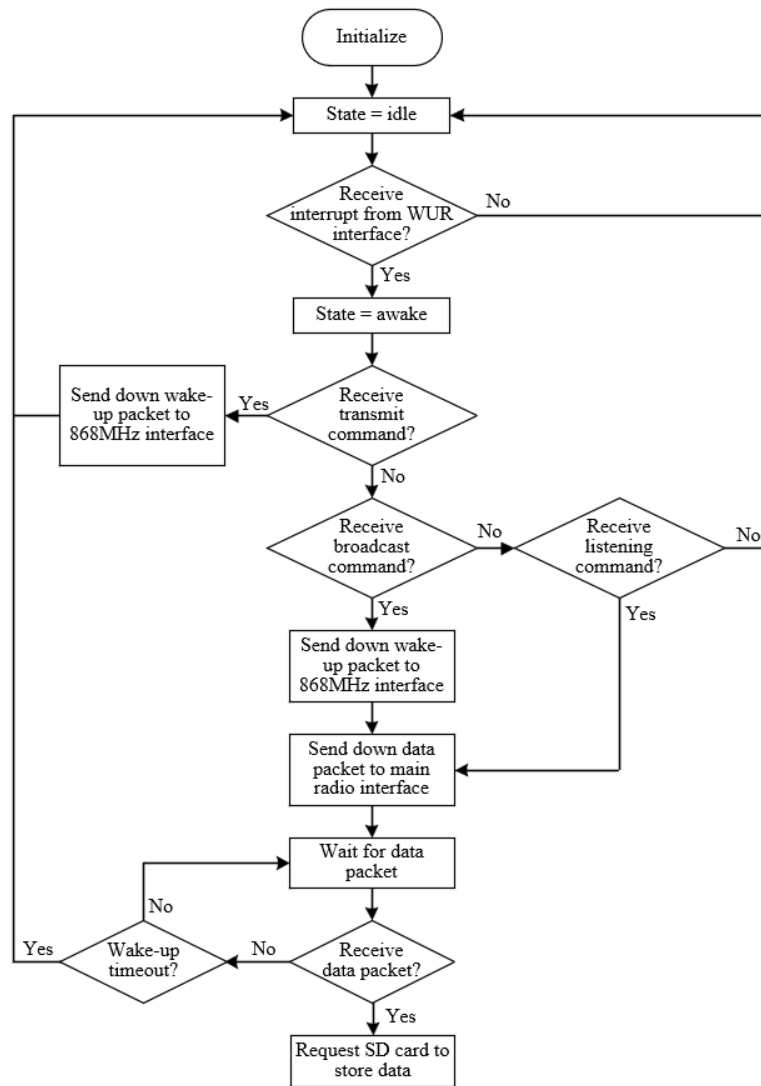 Initialize
State = idle
Receive
interrupt from WUR
interface?
No
Yes
State = awake
Receive
transmit
command?
Yes
Send down wake-
up packet to
868MHz interface
No
Receive
broadcast
command?
No
Receive
listening
command?
No
Yes
Yes
Send down wake-
up packet to
868MHz interface
Send down data
packet to main
radio interface
Wait for data
packet
No
Yes
Wake-up
timeout?
No
Receive
data packet?
Yes
Request SD card to
store data